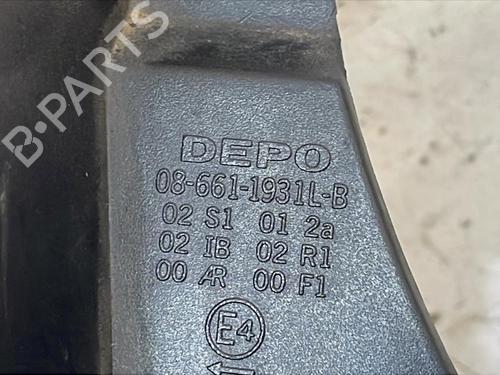 B-PARTS
DEPO
08-661-1931L-B
02 S1 01 2a
02 IB 02 R1
00 AR 00 F1
E4
←